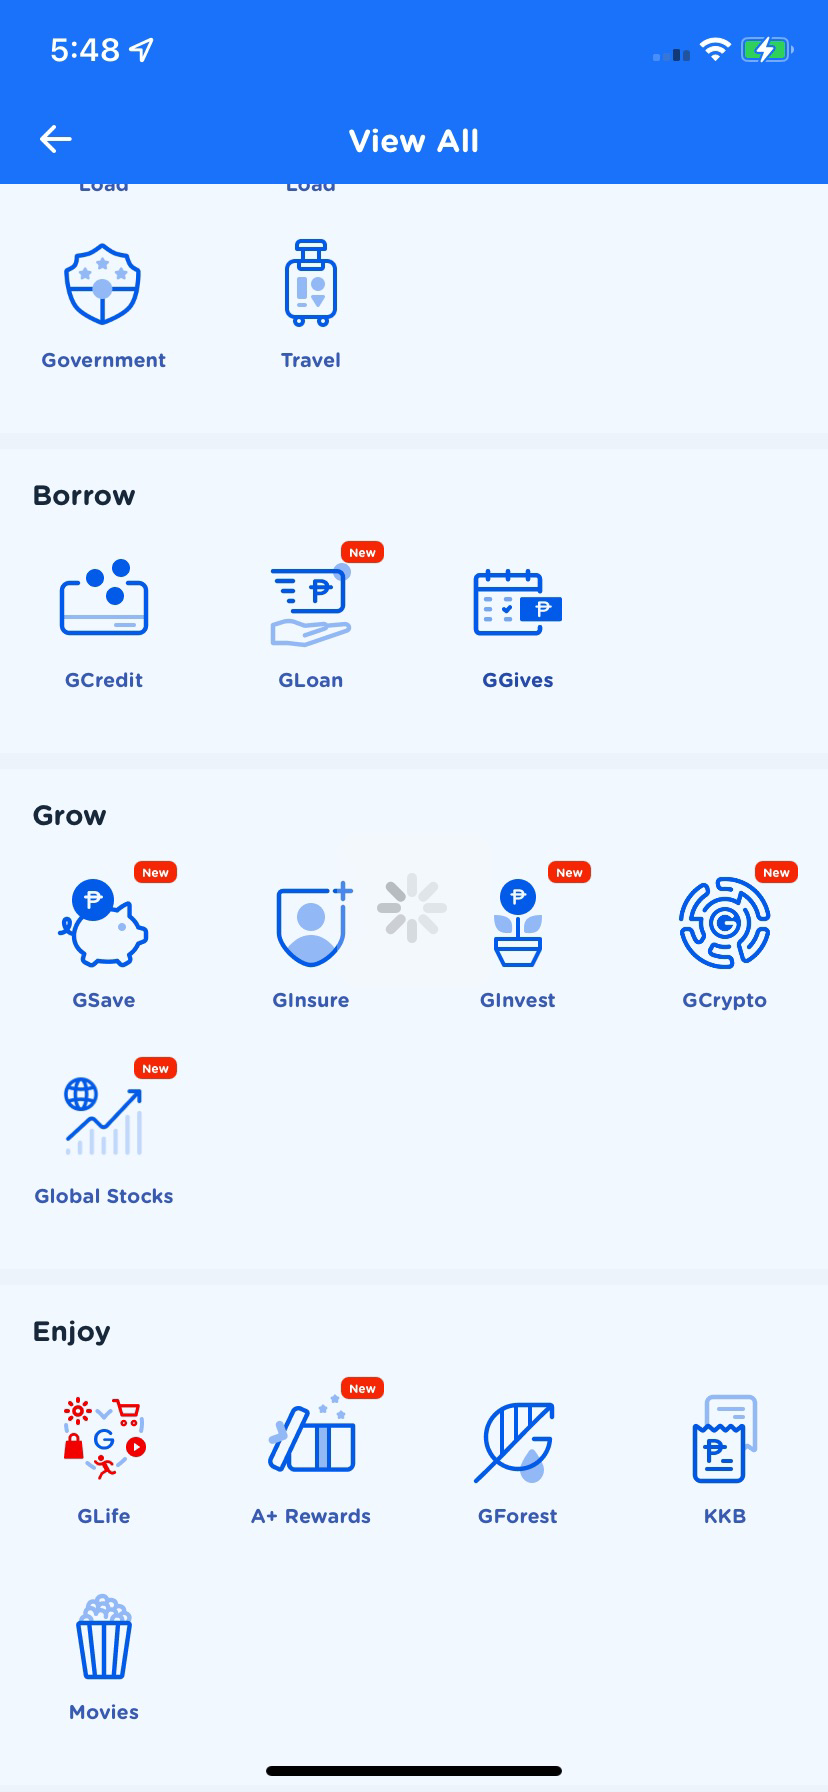 5:48
View All
Load Load
Government Travel
Borrow
New
GCredit GLoan GGives
Grow
New New New
GSave GInsure GInvest GCrypto
New
Global Stocks
Enjoy
New
GLife A+ Rewards GForest KKB
Movies